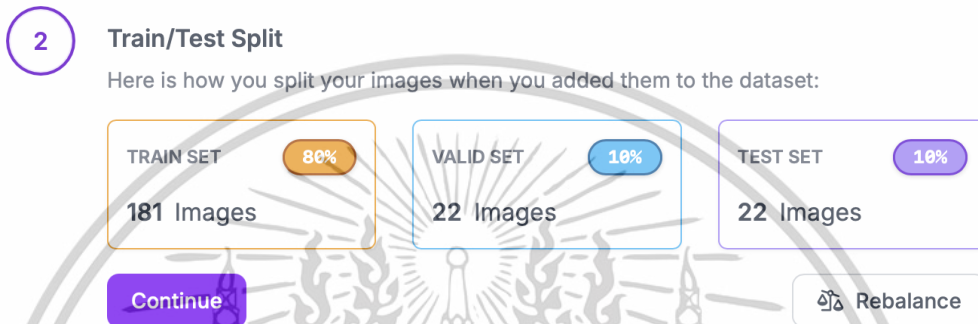 2
Train/Test Split
Here is how you split your images when you added them to the dataset:
TRAIN SET 80% VALID SET 10% TEST SET 10%
181 Images 22 Images 22 Images
Continue Rebalance